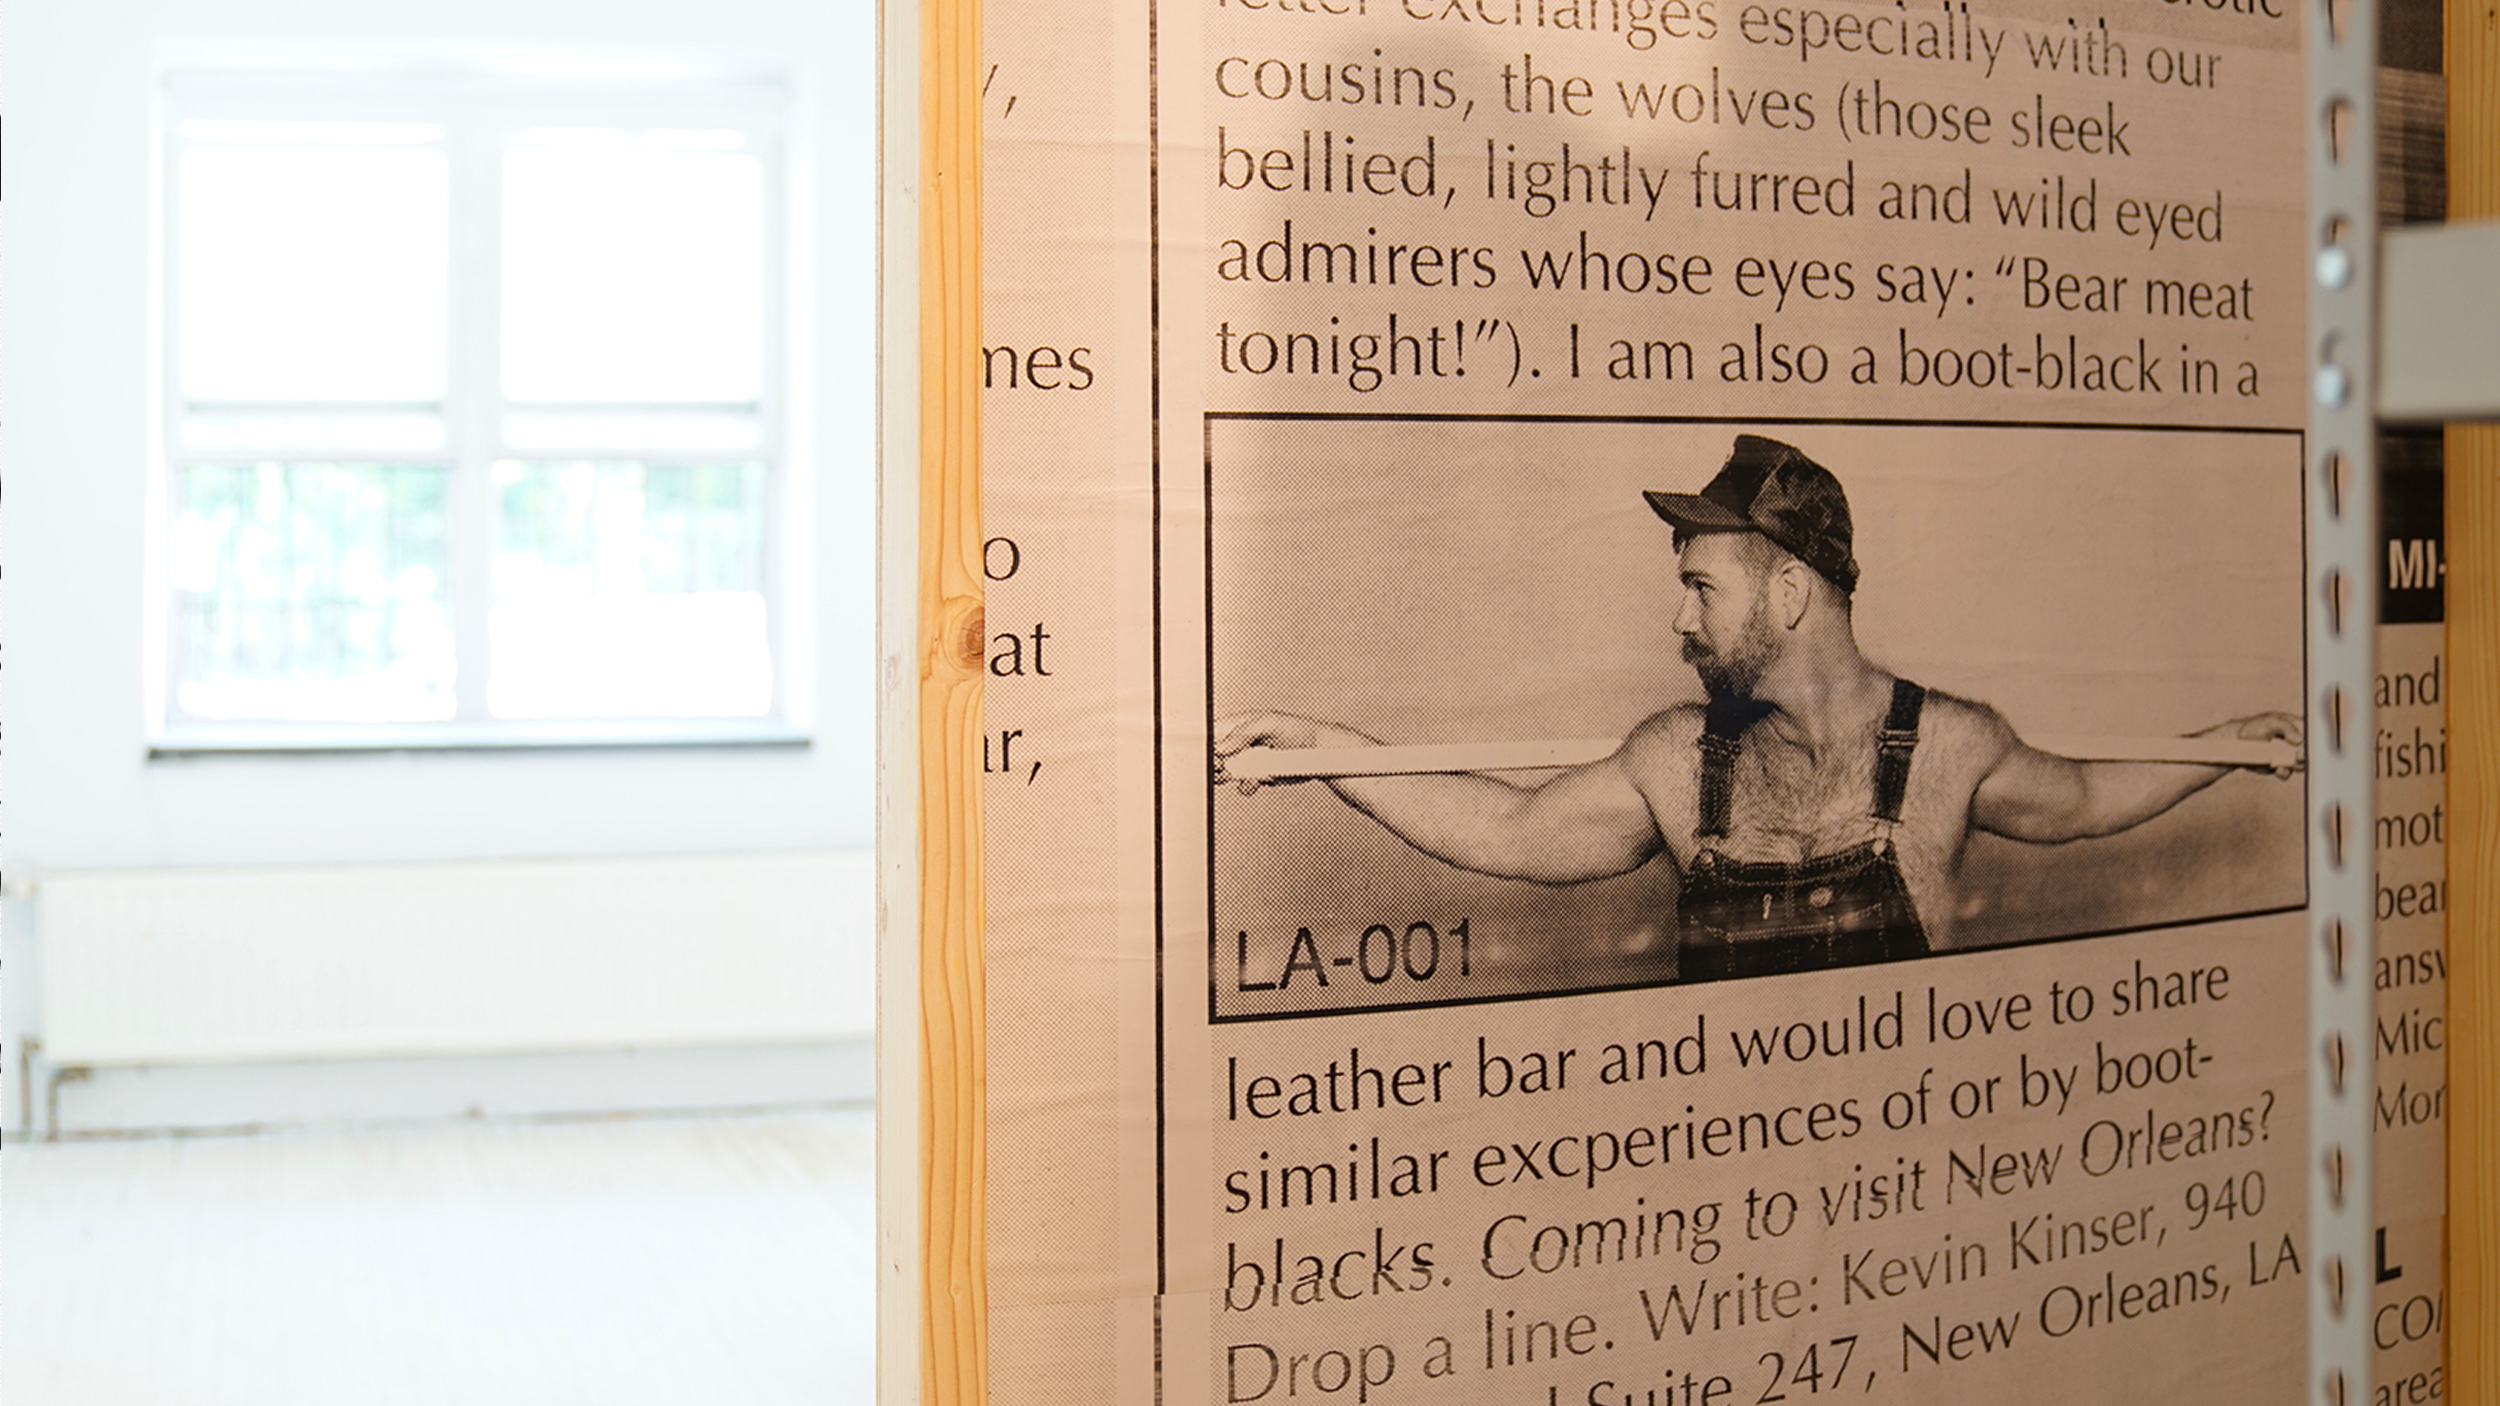 letter exchanges especially with our
cousins, the wolves (those sleek
bellied, lightly furred and wild eyed
admirers whose eyes say: “Bear meat
tonight!”). I am also a boot-black in a
LA-001
leather bar and would love to share
similar excperiences of or by boot-
blacks. Coming to visit New Orleans?
Drop a line. Write: Kevin Kinser, 940
Suite 247, New Orleans, LA
mes
o
at
MI-
and
fishi
mot
bear
answ
Mic
Mor
L
area